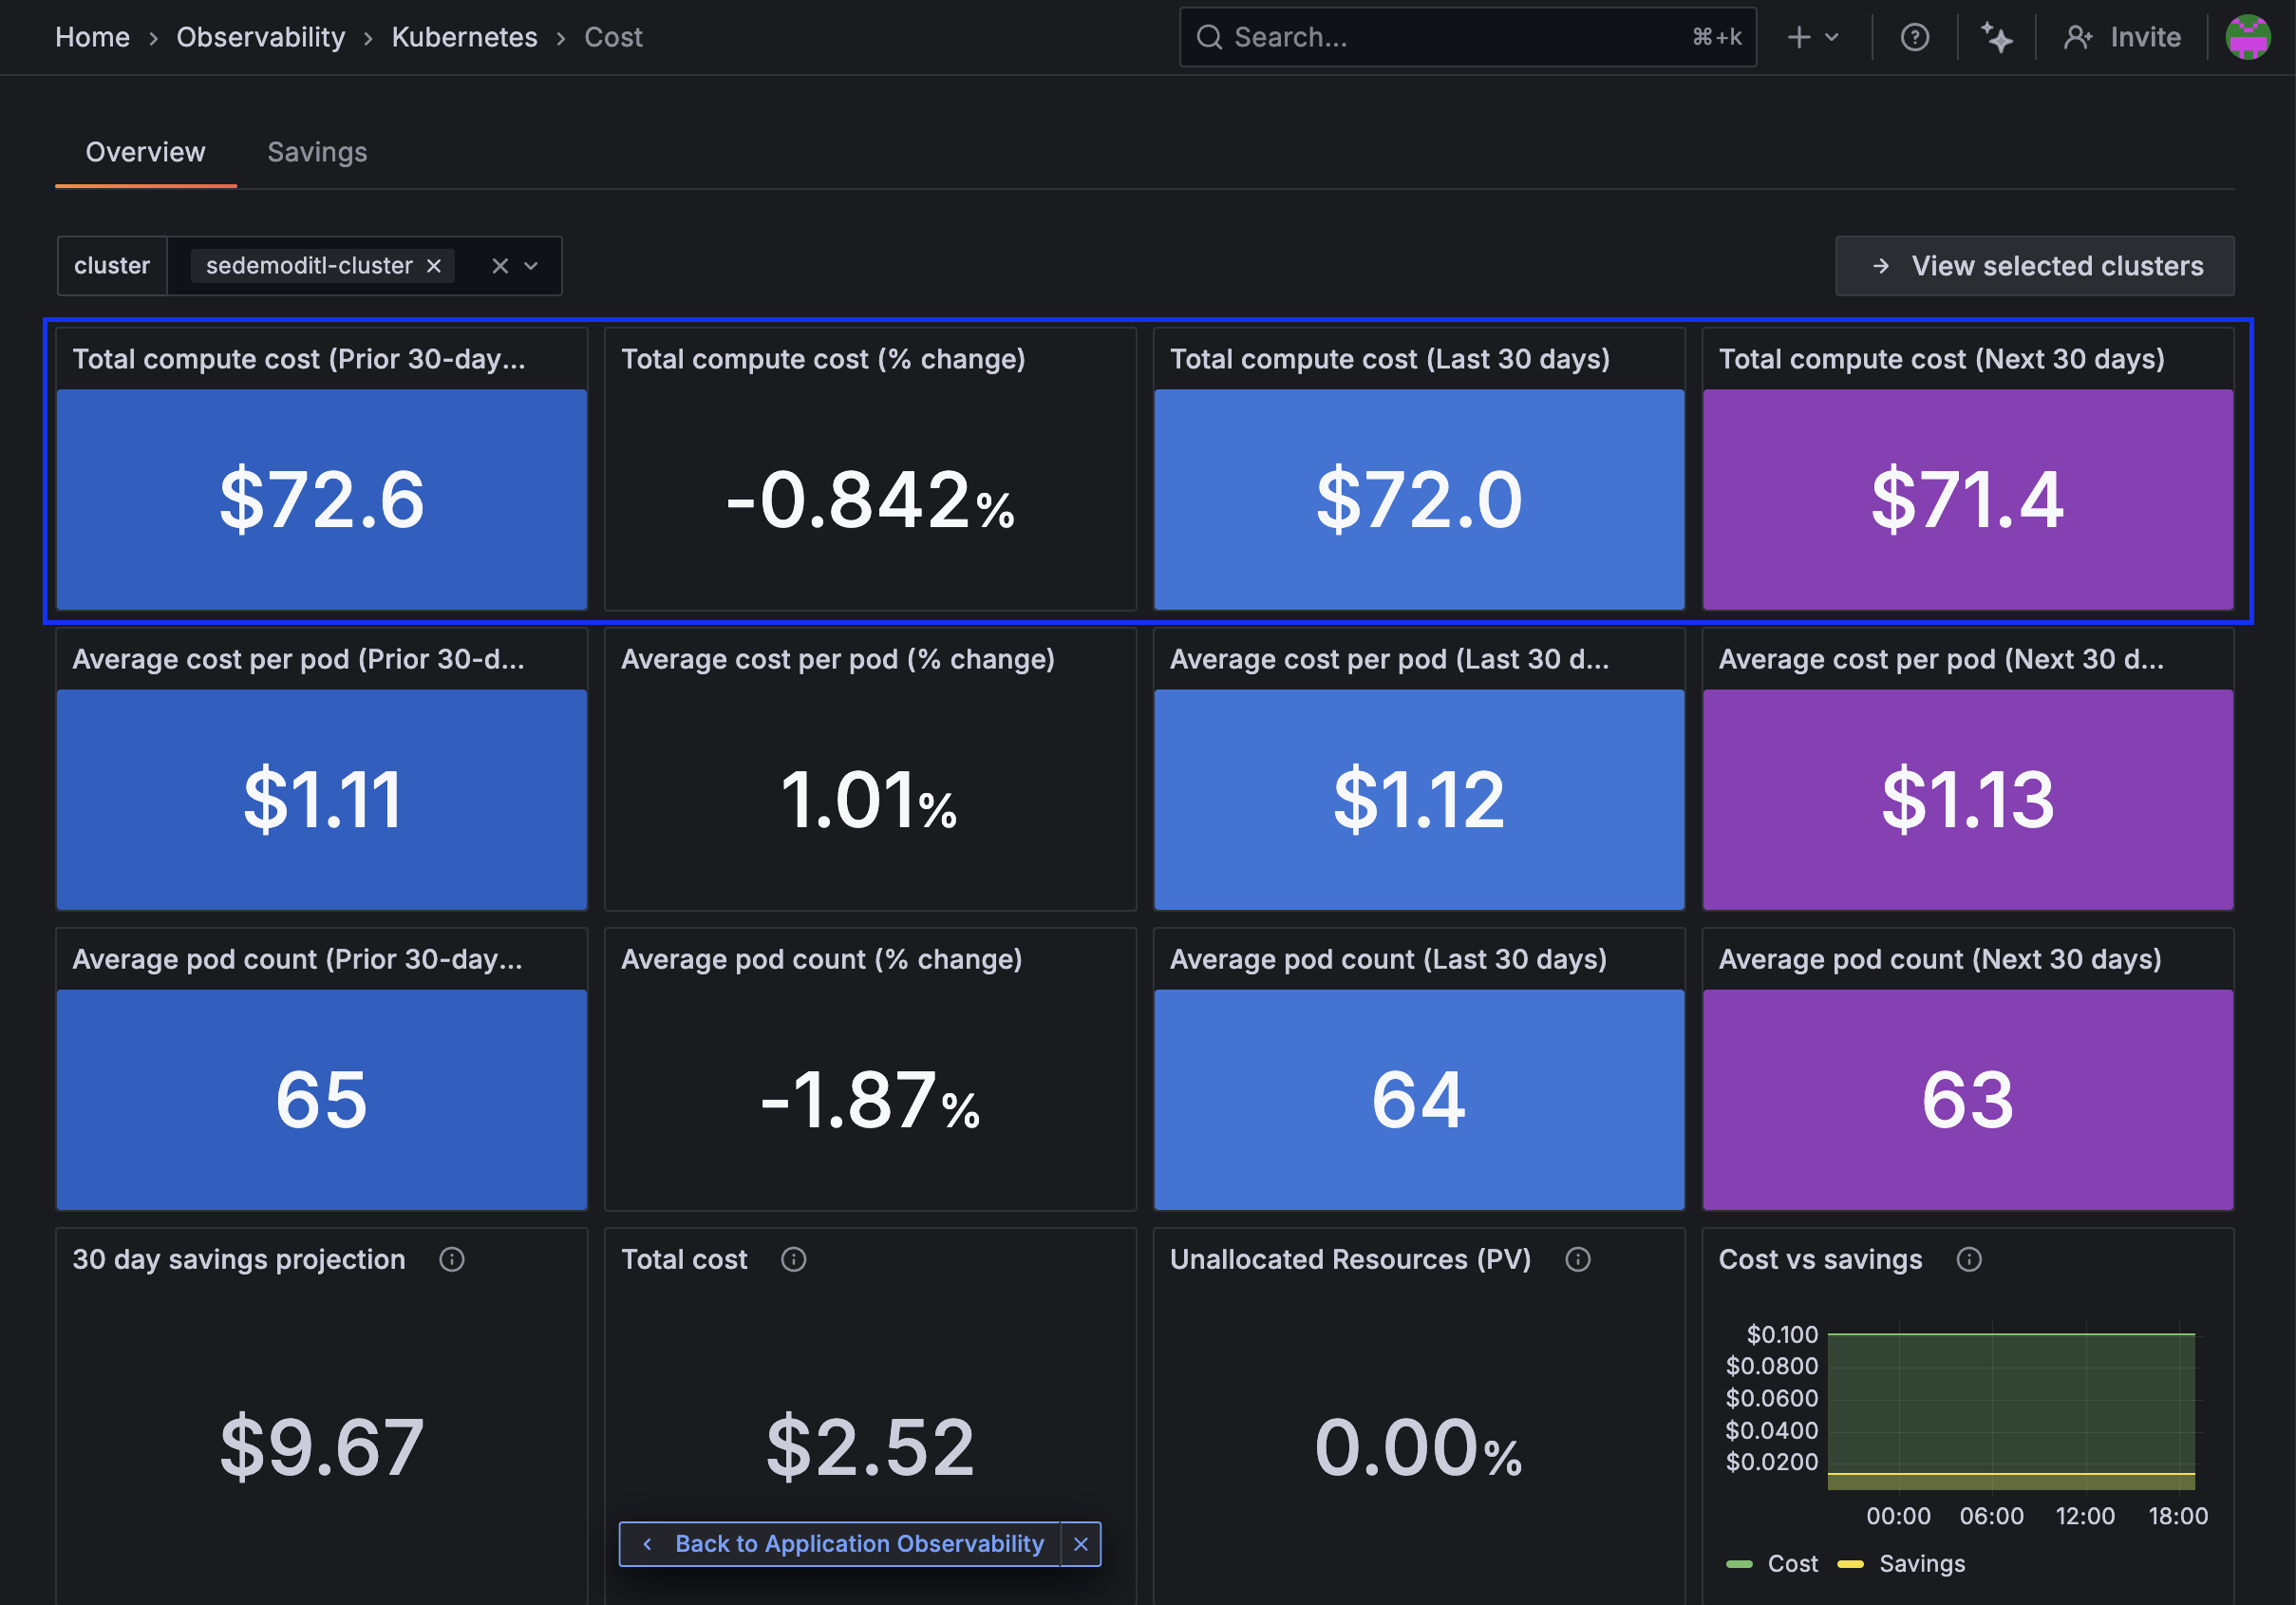 Home › Observability › Kubernetes › Cost
Search... ⌘+k
Invite
Overview Savings
cluster sedemoditl-cluster
View selected clusters
Total compute cost (Prior 30-day...
$72.6
Total compute cost (% change)
-0.842%
Total compute cost (Last 30 days)
$72.0
Total compute cost (Next 30 days)
$71.4
Average cost per pod (Prior 30-d...
$1.11
Average cost per pod (% change)
1.01%
Average cost per pod (Last 30 d...
$1.12
Average cost per pod (Next 30 d...
$1.13
Average pod count (Prior 30-day...
65
Average pod count (% change)
-1.87%
Average pod count (Last 30 days)
64
Average pod count (Next 30 days)
63
30 day savings projection
$9.67
Total cost
$2.52
Back to Application Observability
Unallocated Resources (PV)
0.00%
Cost vs savings
$0.100
$0.0800
$0.0600
$0.0400
$0.0200
00:00 06:00 12:00 18:00
Cost Savings